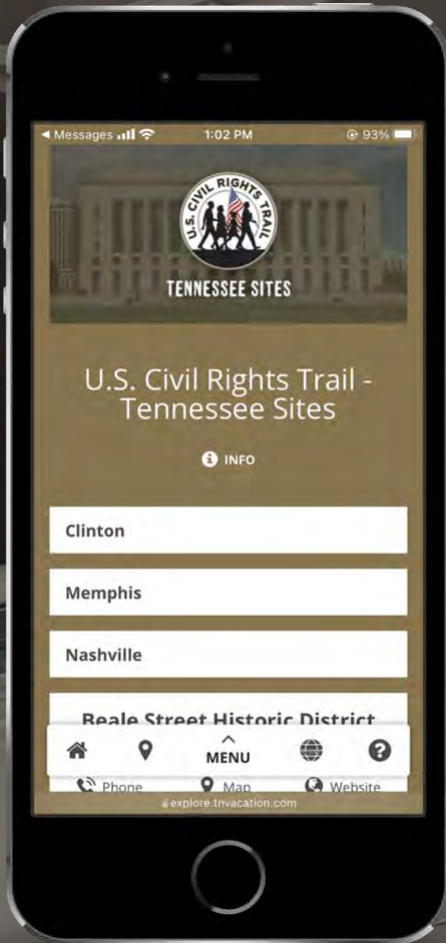 Messages 1:02 PM 93%
U.S. CIVIL RIGHTS TRAIL
TENNESSEE SITES
U.S. Civil Rights Trail -
Tennessee Sites
INFO
Clinton
Memphis
Nashville
Beale Street Historic District
MENU
Phone Map Website
explore.tnvacation.com